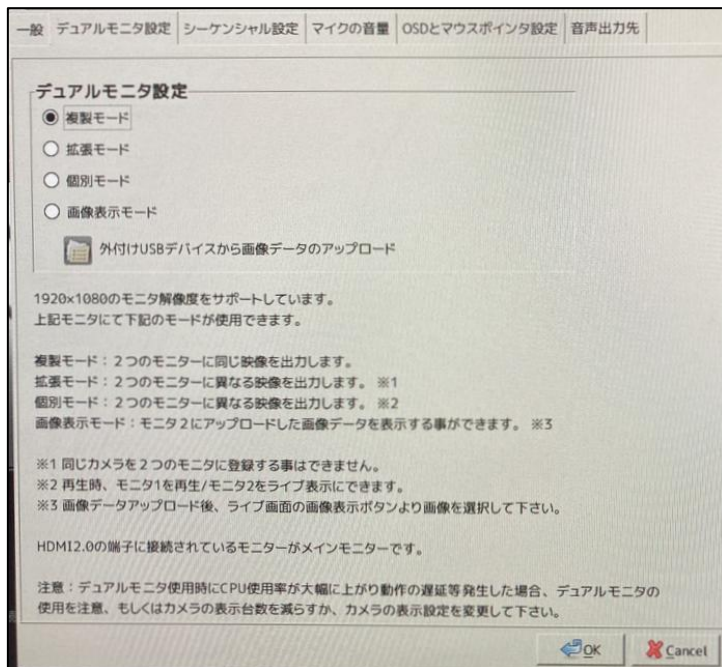 一般 デュアルモニタ設定 シーケンシャル設定 マイクの音量 OSDとマウスポインタ設定 音声出力先
デュアルモニタ設定
複製モード
拡張モード
個別モード
画像表示モード
外付けUSBデバイスから画像データのアップロード
1920×1080のモニタ解像度をサポートしています。
上記モニタにて下記のモードが使用できます。
複製モード：２つのモニターに同じ映像を出力します。
拡張モード：２つのモニターに異なる映像を出力します。 ※1
個別モード：２つのモニターに異なる映像を出力します。 ※2
画像表示モード：モニタ２にアップロードした画像データを表示する事ができます。 ※3
※1 同じカメラを２つのモニタに登録する事はできません。
※2 再生時、モニタ1を再生/モニタ2をライブ表示にできます。
※3 画像データアップロード後、ライブ画面の画像表示ボタンより画像を選択して下さい。
HDMI2.0の端子に接続されているモニターがメインモニターです。
注意：デュアルモニタ使用時にCPU使用率が大幅に上がり動作の遅延等発生した場合、デュアルモニタの
使用を注意、もしくはカメラの表示台数を減らすか、カメラの表示設定を変更して下さい。
OK Cancel